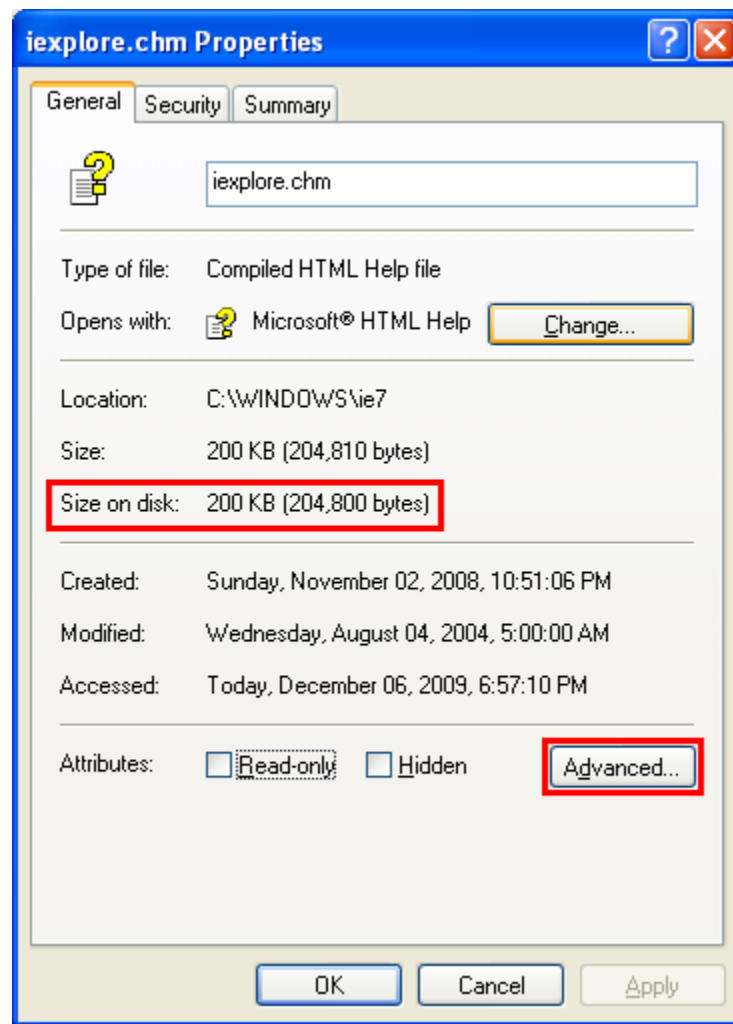 iexplore.chm Properties
General Security Summary
iexplore.chm
Type of file: Compiled HTML Help file
Opens with: Microsoft® HTML Help Change...
Location: C:\WINDOWS\ie7
Size: 200 KB (204,810 bytes)
Size on disk: 200 KB (204,800 bytes)
Created: Sunday, November 02, 2008, 10:51:06 PM
Modified: Wednesday, August 04, 2004, 5:00:00 AM
Accessed: Today, December 06, 2009, 6:57:10 PM
Attributes: Read-only Hidden Advanced...
OK Cancel Apply